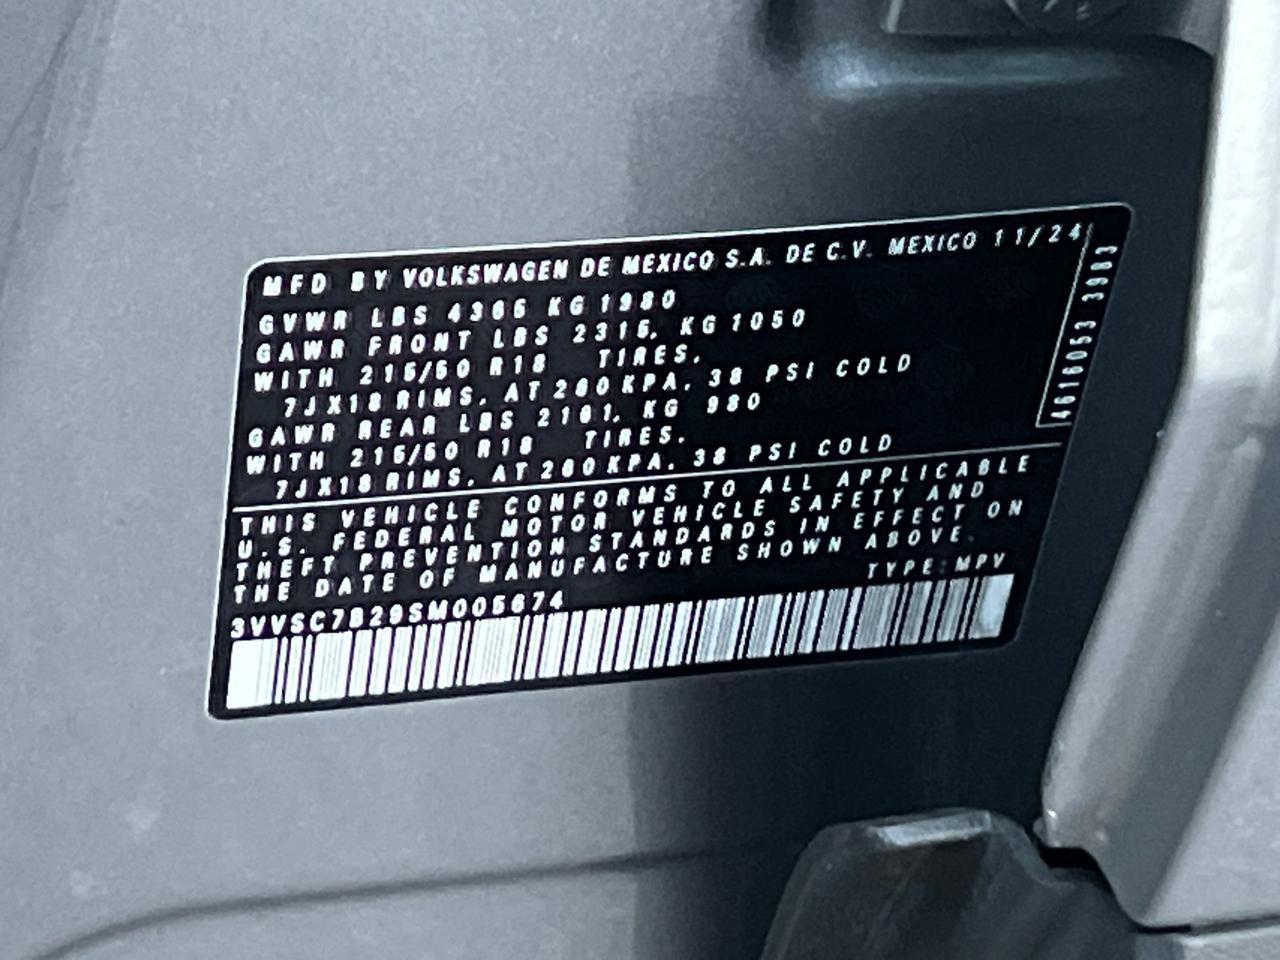 MFD BY VOLKSWAGEN DE MEXICO S.A. DE C.V. MEXICO 11/24
GVWR LBS 4365 KG 1980
GAWR FRONT LBS 2315, KG 1050
WITH 215/50 R18 TIRES,
7JX18 RIMS, AT 260 KPA, 38 PSI COLD
GAWR REAR LBS 2161, KG 980
WITH 215/50 R18 TIRES,
7JX18 RIMS, AT 260 KPA, 38 PSI COLD
THIS VEHICLE CONFORMS TO ALL APPLICABLE
U.S. FEDERAL MOTOR VEHICLE SAFETY AND
THEFT PREVENTION STANDARDS IN EFFECT ON
THE DATE OF MANUFACTURE SHOWN ABOVE.
TYPE: MPV
3VVSC7B29SM005674
4616053 3983